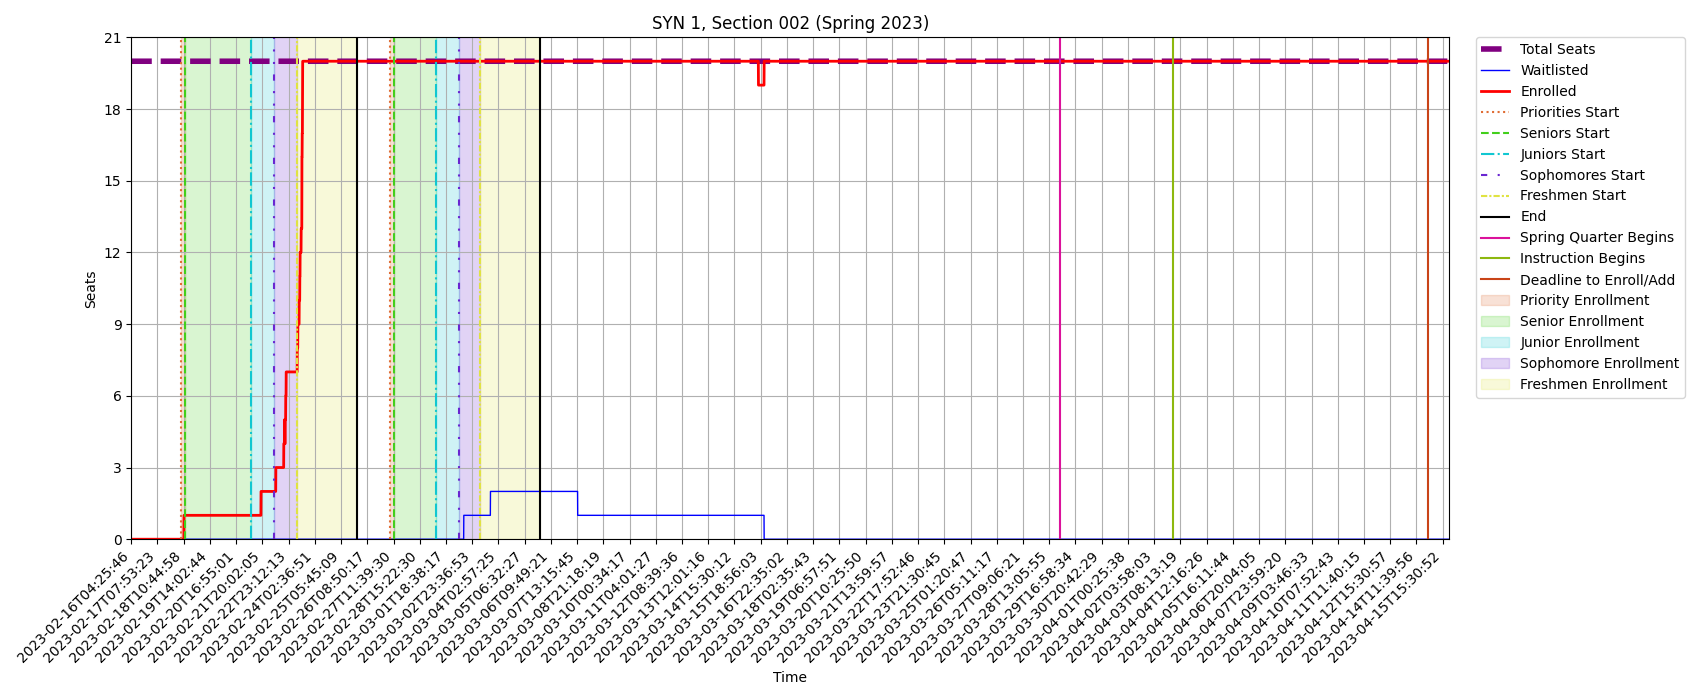 SYN 1, Section 002 (Spring 2023)
21
18
15
12
9
6
3
0
Seats
2023-02-16T04:25:46
2023-02-17T07:53:23
2023-02-18T10:44:58
2023-02-19T14:02:44
2023-02-20T16:55:01
2023-02-21T20:02:05
2023-02-22T23:12:13
2023-02-24T02:36:51
2023-02-25T05:45:09
2023-02-26T08:50:17
2023-02-27T11:39:30
2023-02-28T15:22:30
2023-03-01T18:38:17
2023-03-02T23:36:53
2023-03-04T02:57:25
2023-03-05T06:32:27
2023-03-06T09:49:21
2023-03-07T13:15:45
2023-03-08T21:18:19
2023-03-10T00:34:17
2023-03-11T04:01:27
2023-03-12T08:39:36
2023-03-13T12:01:16
2023-03-14T15:30:12
2023-03-15T18:56:03
2023-03-16T22:35:02
2023-03-18T02:35:43
2023-03-19T06:57:51
2023-03-20T10:25:50
2023-03-21T13:59:57
2023-03-22T17:52:46
2023-03-23T21:30:45
2023-03-25T01:20:47
2023-03-26T05:11:17
2023-03-27T09:06:21
2023-03-28T13:05:55
2023-03-29T16:58:34
2023-03-30T20:42:29
2023-04-01T00:25:38
2023-04-02T03:58:03
2023-04-03T08:13:19
2023-04-04T12:16:26
2023-04-05T16:11:44
2023-04-06T20:04:05
2023-04-07T23:59:20
2023-04-09T03:46:33
2023-04-10T07:52:43
2023-04-11T11:40:15
2023-04-12T15:30:57
2023-04-14T11:39:56
2023-04-15T15:30:52
Time
Total Seats
Waitlisted
Enrolled
Priorities Start
Seniors Start
Juniors Start
Sophomores Start
Freshmen Start
End
Spring Quarter Begins
Instruction Begins
Deadline to Enroll/Add
Priority Enrollment
Senior Enrollment
Junior Enrollment
Sophomore Enrollment
Freshmen Enrollment